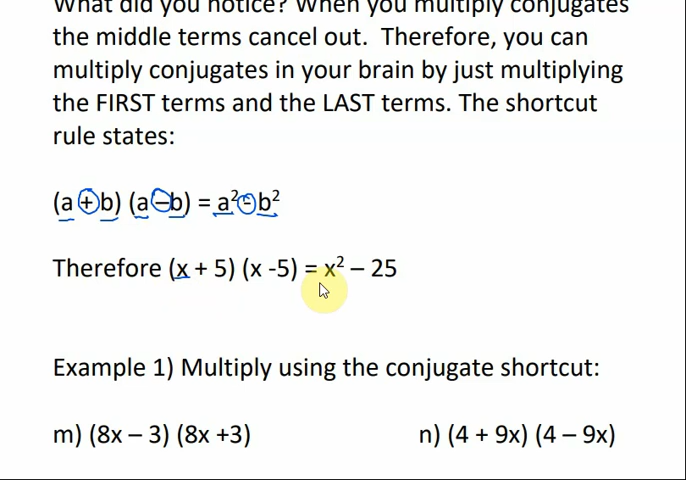 What did you notice? When you multiply conjugates
the middle terms cancel out. Therefore, you can
multiply conjugates in your brain by just multiplying
the FIRST terms and the LAST terms. The shortcut
rule states:
(a + b) (a – b) = a² - b²
Therefore (x + 5) (x -5) = x² – 25
Example 1) Multiply using the conjugate shortcut:
m) (8x – 3) (8x +3) n) (4 + 9x) (4 – 9x)